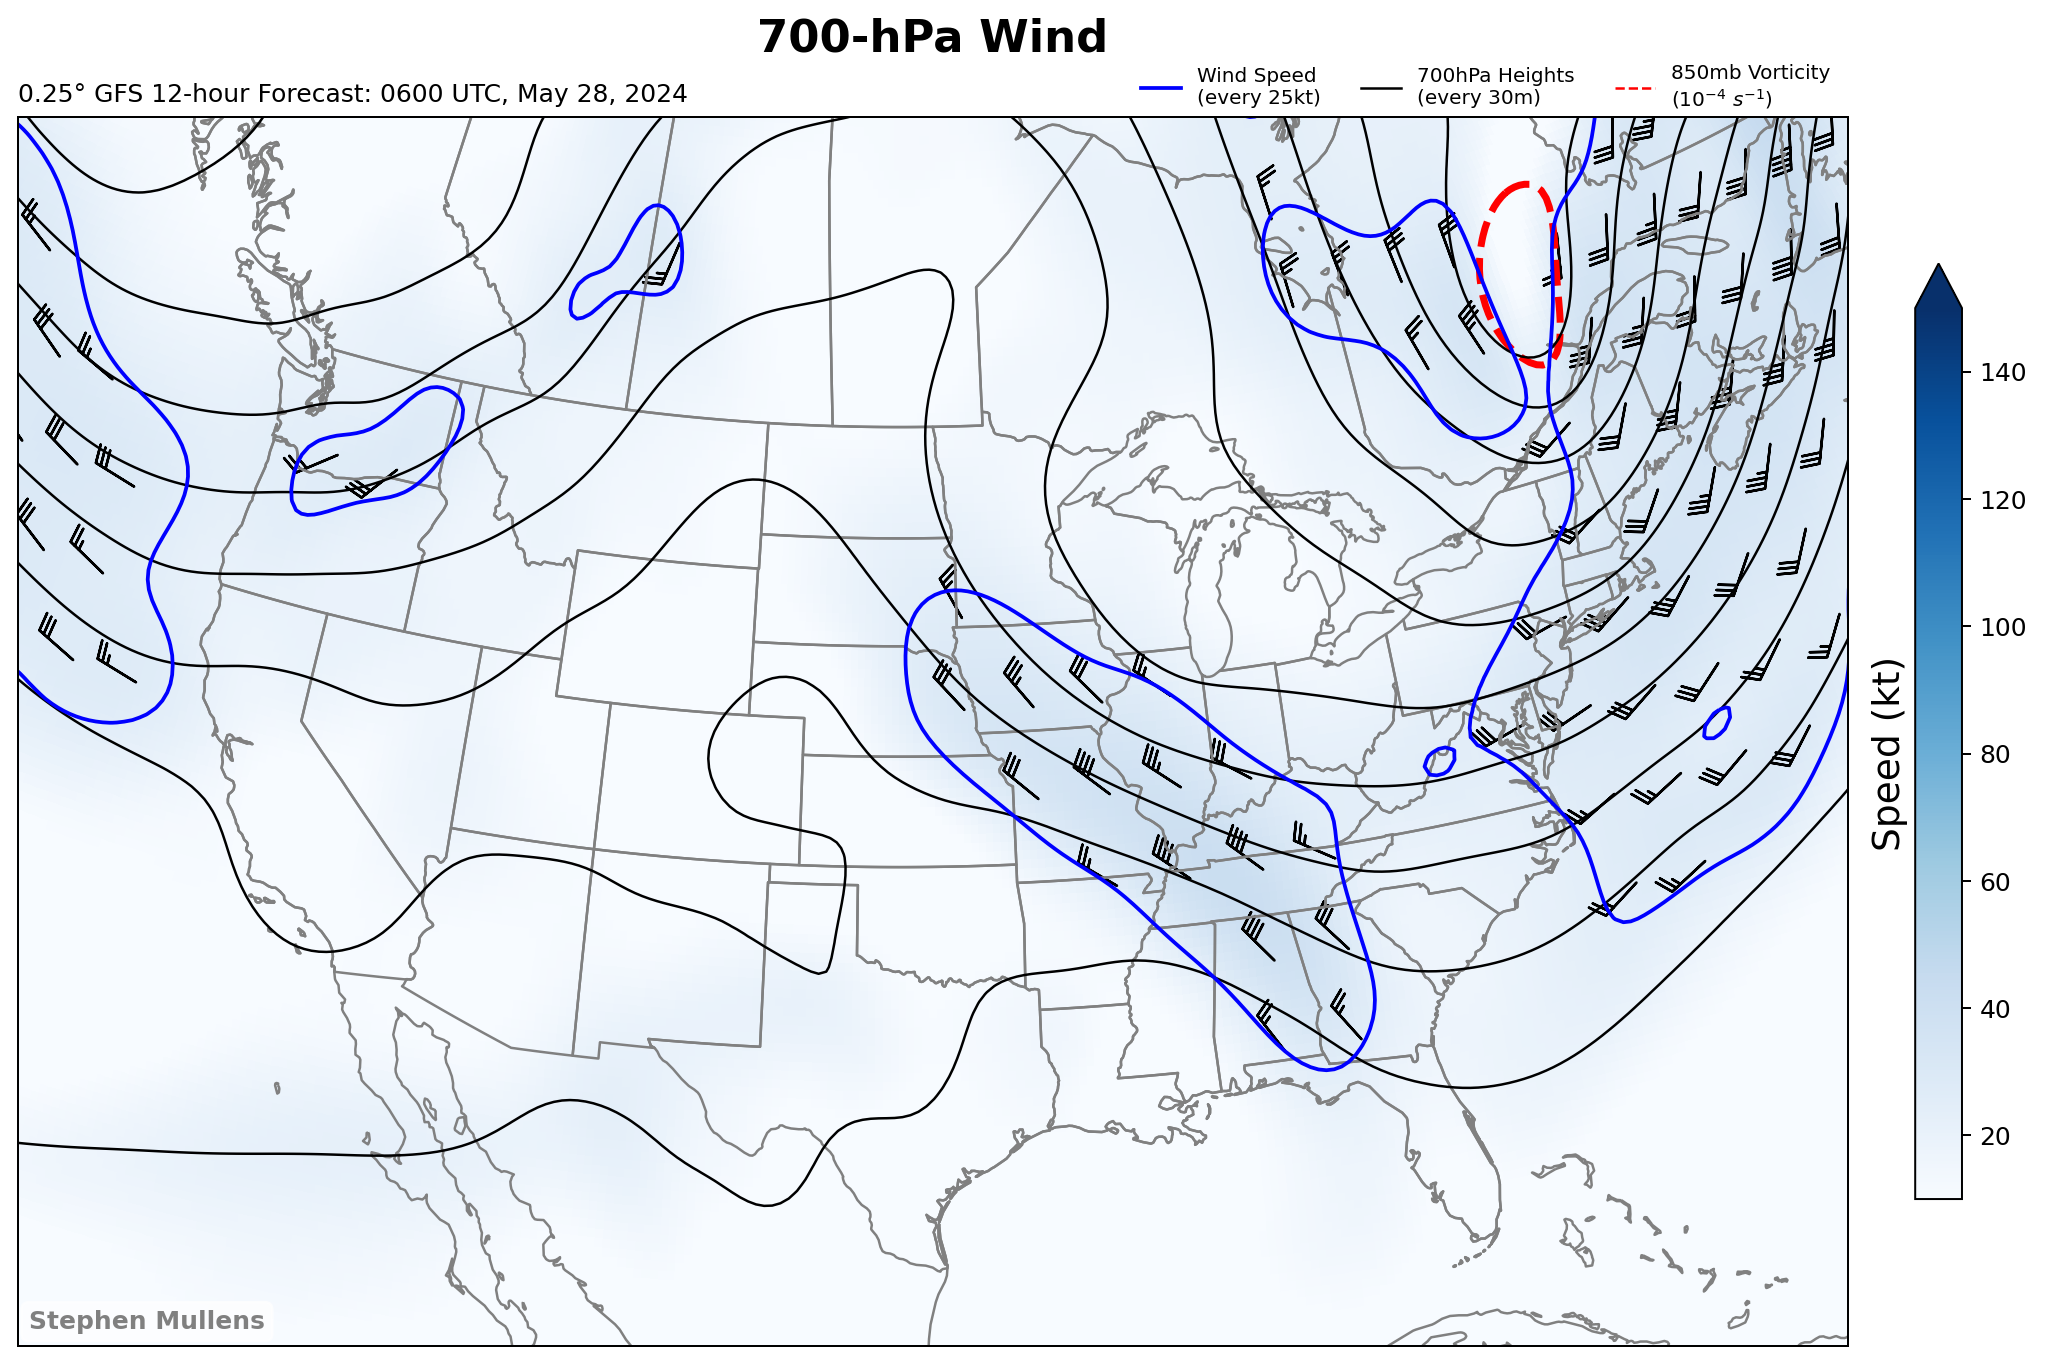 700-hPa Wind
0.25° GFS 12-hour Forecast: 0600 UTC, May 28, 2024
Wind Speed
(every 25kt)
700hPa Heights
(every 30m)
850mb Vorticity
(10⁻⁴ s⁻¹)
140
120
100
80
60
40
20
Speed (kt)
Stephen Mullens